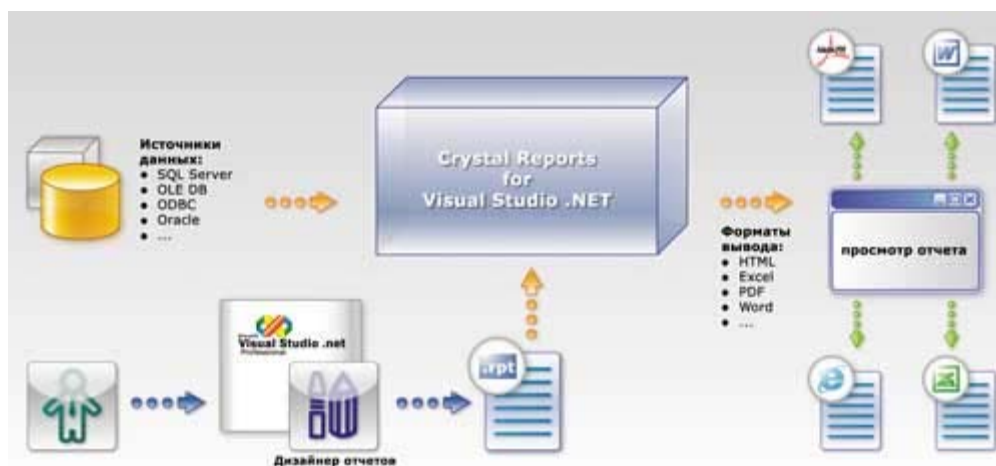 Источники
данных:
● SQL Server
● OLE DB
● ODBC
● Oracle
● ...
Crystal Reports
for
Visual Studio .NET
Форматы
вывода:
● HTML
● Excel
● PDF
● Word
● ...
просмотр отчета
Visual Studio .net
Professional
Дизайнер отчетов
.rpt
W